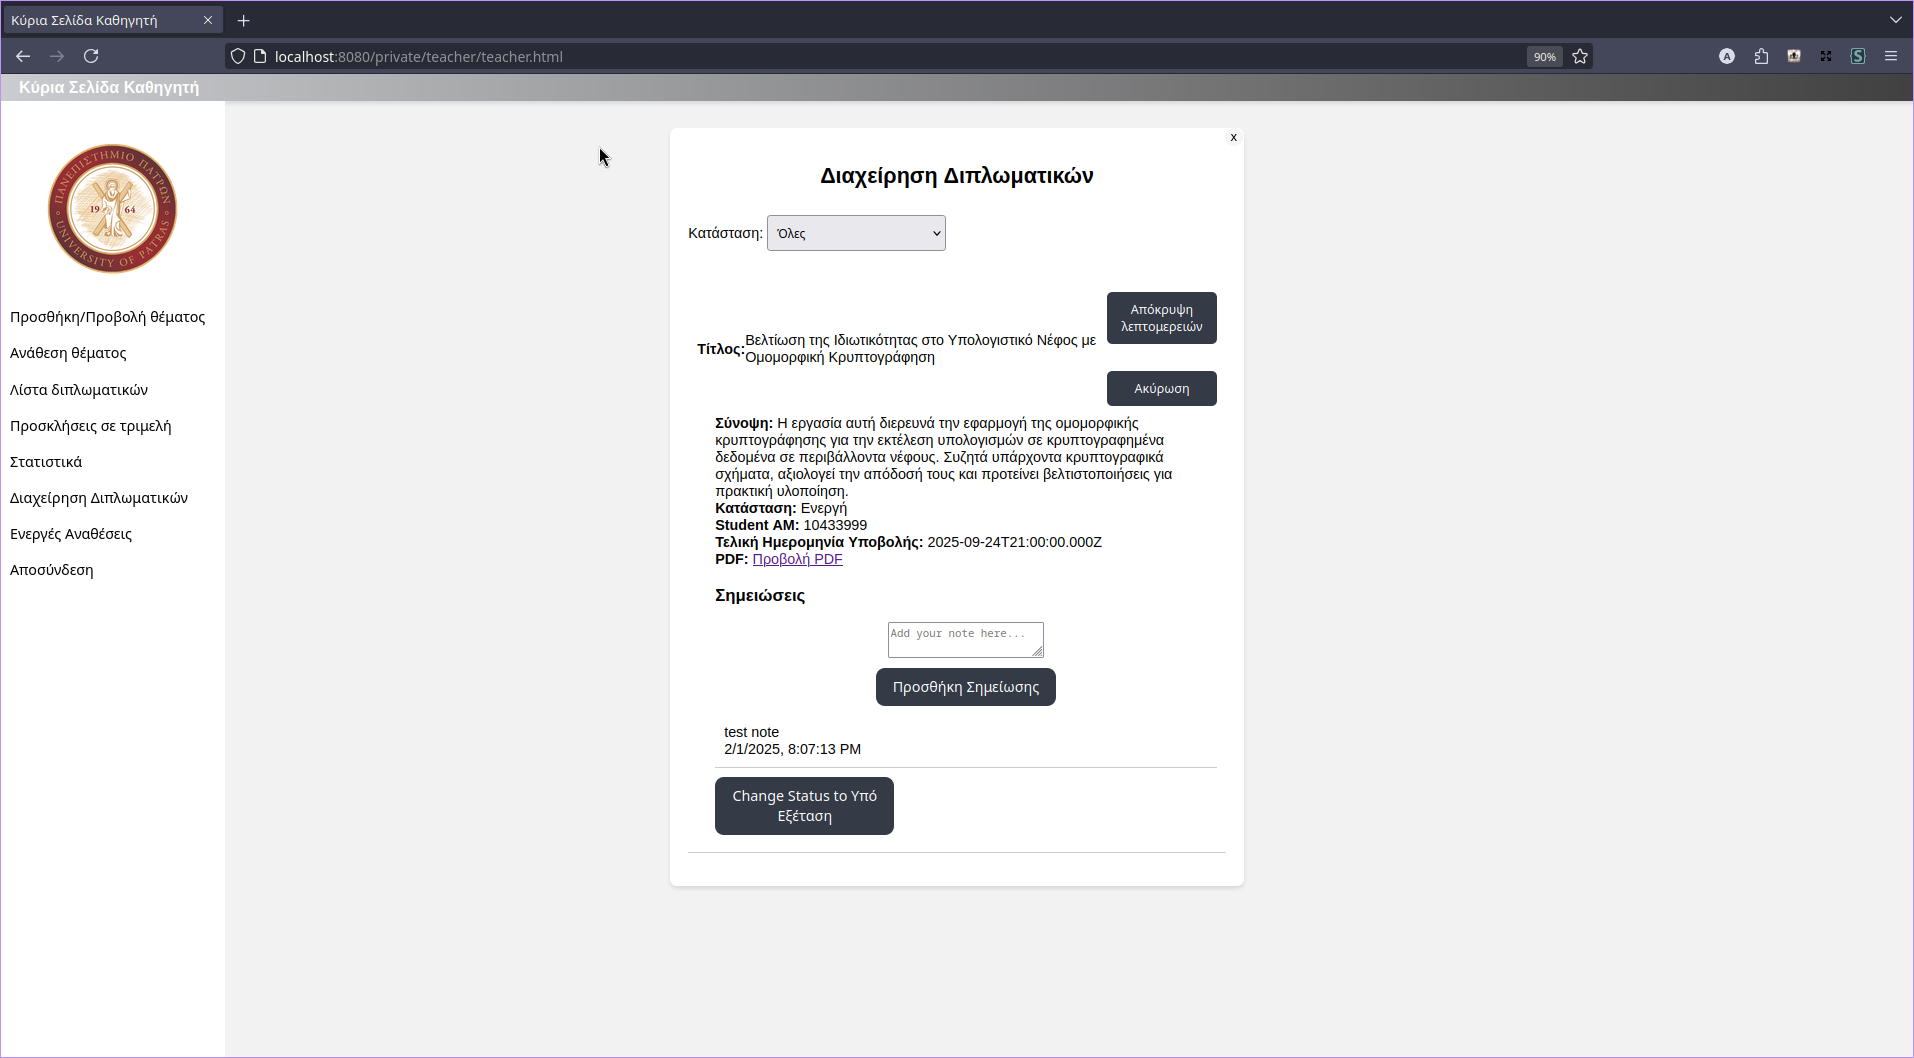 Κύρια Σελίδα Καθηγητή
localhost:8080/private/teacher/teacher.html
90%
A
S
Κύρια Σελίδα Καθηγητή
ΠΑΝΕΠΙΣΤΗΜΙΟ ΠΑΤΡΩΝ
19 64
UNIVERSITY OF PATRAS
Προσθήκη/Προβολή θέματος
Ανάθεση θέματος
Λίστα διπλωματικών
Προσκλήσεις σε τριμελή
Στατιστικά
Διαχείρηση Διπλωματικών
Ενεργές Αναθέσεις
Αποσύνδεση
x
Διαχείρηση Διπλωματικών
Κατάσταση: Όλες
Απόκρυψη
λεπτομερειών
Τίτλος: Βελτίωση της Ιδιωτικότητας στο Υπολογιστικό Νέφος με
Ομομορφική Κρυπτογράφηση
Ακύρωση
Σύνοψη: Η εργασία αυτή διερευνά την εφαρμογή της ομομορφικής
κρυπτογράφησης για την εκτέλεση υπολογισμών σε κρυπτογραφημένα
δεδομένα σε περιβάλλοντα νέφους. Συζητά υπάρχοντα κρυπτογραφικά
σχήματα, αξιολογεί την απόδοσή τους και προτείνει βελτιστοποιήσεις για
πρακτική υλοποίηση.
Κατάσταση: Ενεργή
Student AM: 10433999
Τελική Ημερομηνία Υποβολής: 2025-09-24T21:00:00.000Z
PDF: Προβολή PDF
Σημειώσεις
Add your note here...
Προσθήκη Σημείωσης
test note
2/1/2025, 8:07:13 PM
Change Status to Υπό
Εξέταση